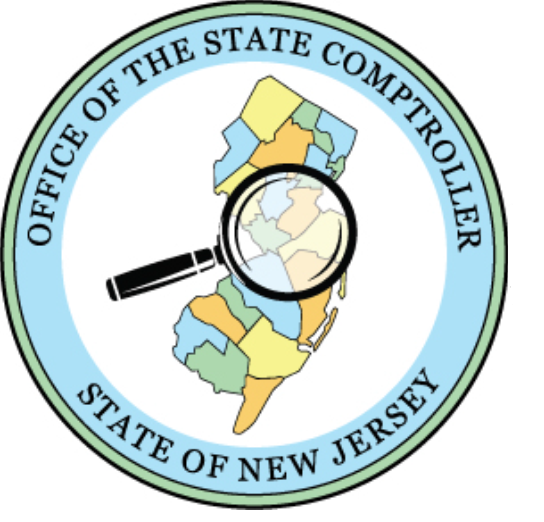 OFFICE OF THE STATE COMPTROLLER
STATE OF NEW JERSEY